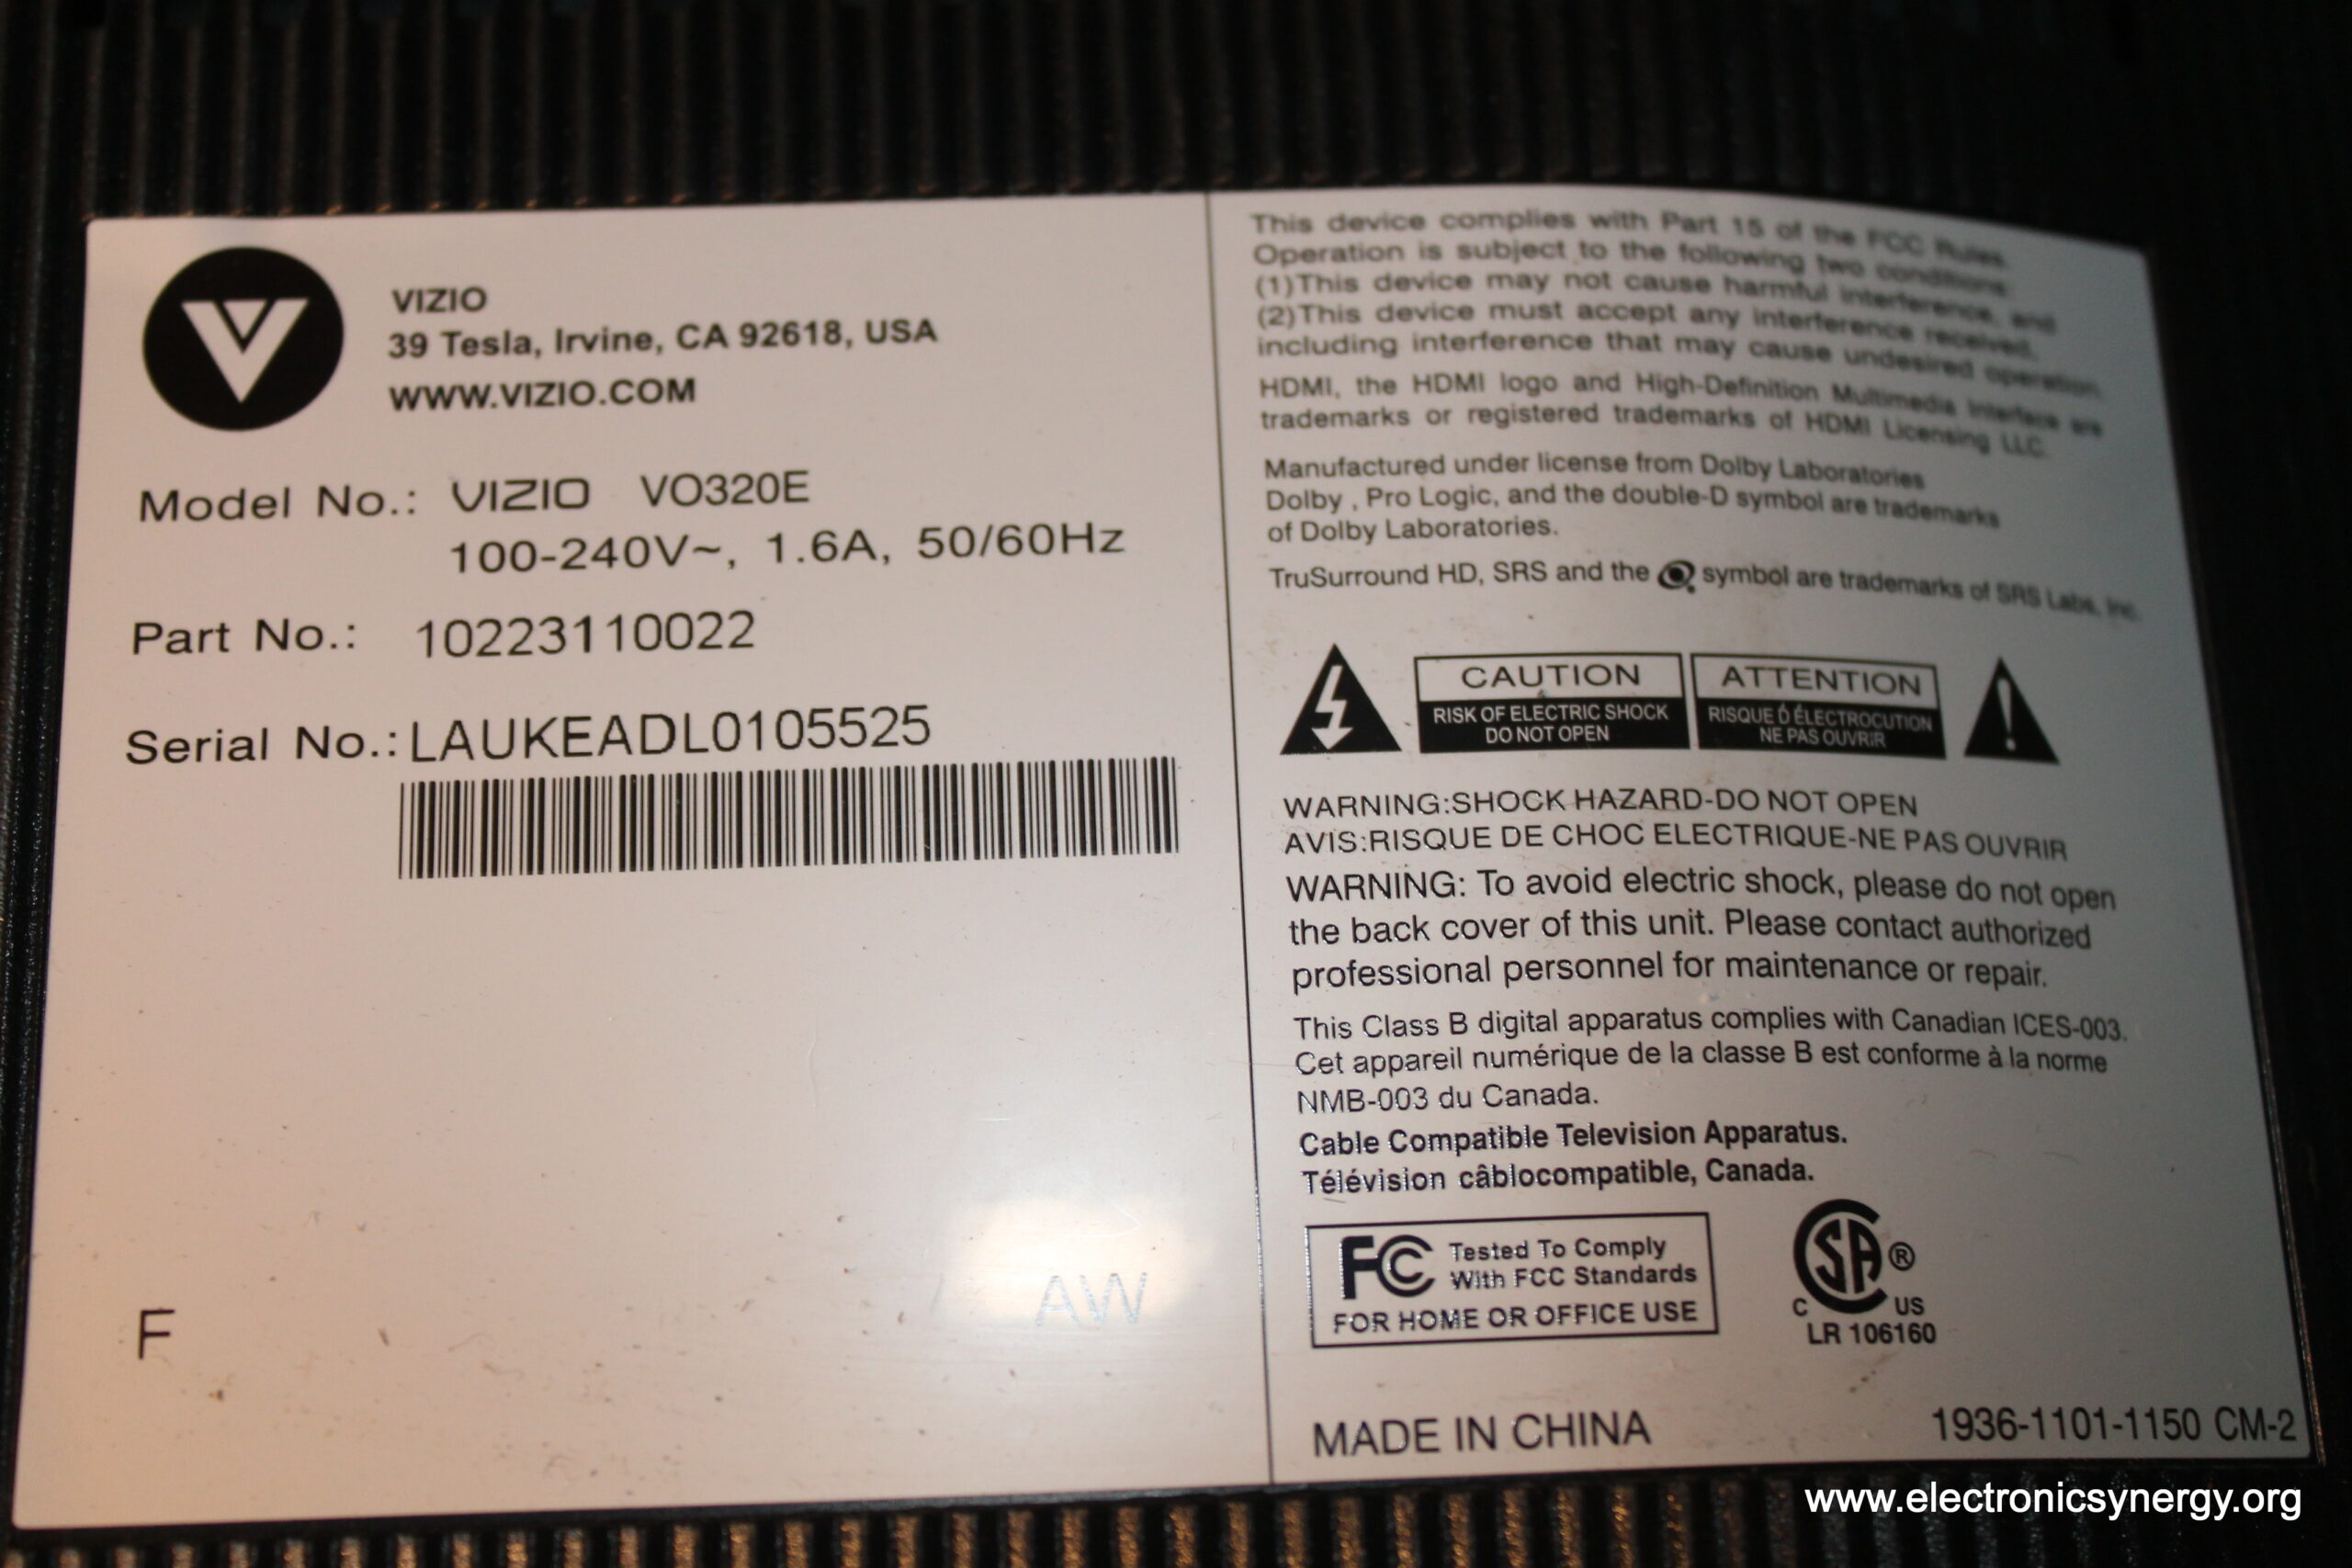 VIZIO
39 Tesla, Irvine, CA 92618, USA
WWW.VIZIO.COM
Model No.: VIZIO VO320E
100-240V~, 1.6A, 50/60Hz
Part No.: 10223110022
Serial No.: LAUKEADL0105525
F
AW
This device complies with Part 15 of the FCC Rules.
Operation is subject to the following two conditions:
(1)This device may not cause harmful interference, and
(2)This device must accept any interference received,
including interference that may cause undesired operation.
HDMI, the HDMI logo and High-Definition Multimedia Interface are
trademarks or registered trademarks of HDMI Licensing LLC.
Manufactured under license from Dolby Laboratories
Dolby , Pro Logic, and the double-D symbol are trademarks
of Dolby Laboratories.
TruSurround HD, SRS and the symbol are trademarks of SRS Labs, Inc.
CAUTION
RISK OF ELECTRIC SHOCK
DO NOT OPEN
ATTENTION
RISQUE D́ ÉLECTROCUTION
NE PAS OUVRIR
WARNING:SHOCK HAZARD-DO NOT OPEN
AVIS:RISQUE DE CHOC ELECTRIQUE-NE PAS OUVRIR
WARNING: To avoid electric shock, please do not open
the back cover of this unit. Please contact authorized
professional personnel for maintenance or repair.
This Class B digital apparatus complies with Canadian ICES-003.
Cet appareil numérique de la classe B est conforme à la norme
NMB-003 du Canada.
Cable Compatible Television Apparatus.
Télévision câblocompatible, Canada.
FC Tested To Comply
With FCC Standards
FOR HOME OR OFFICE USE
SA ®
C US
LR 106160
MADE IN CHINA
1936-1101-1150 CM-2
www.electronicsynergy.org